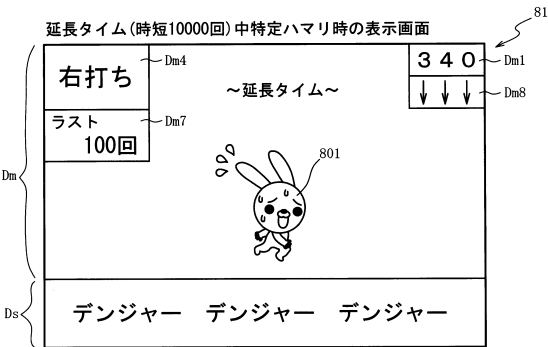 延長タイム(時短10000回)中特定ハマリ時の表示画面
81
右打ち
Dm4
~延長タイム~
340
Dm1
↓↓↓
Dm8
ラスト
100回
Dm7
801
Dm
Ds
デンジャー デンジャー デンジャー